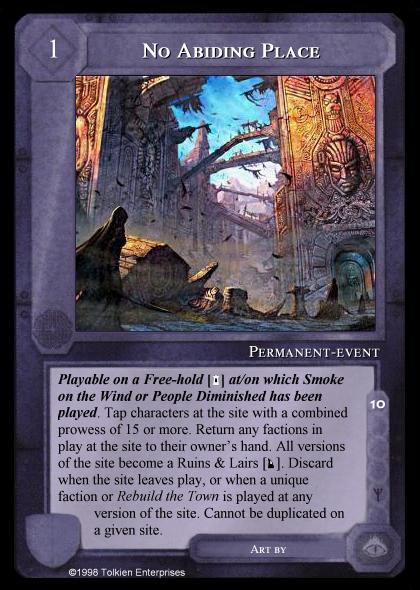 1
No Abiding Place
Permanent-event
Playable on a Free-hold [] at/on which Smoke
on the Wind or People Diminished has been
played. Tap characters at the site with a combined
prowess of 15 or more. Return any factions in
play at the site to their owner's hand. All versions
of the site become a Ruins & Lairs []. Discard
when the site leaves play, or when a unique
faction or Rebuild the Town is played at any
version of the site. Cannot be duplicated on
a given site.
10
Art by
©1998 Tolkien Enterprises